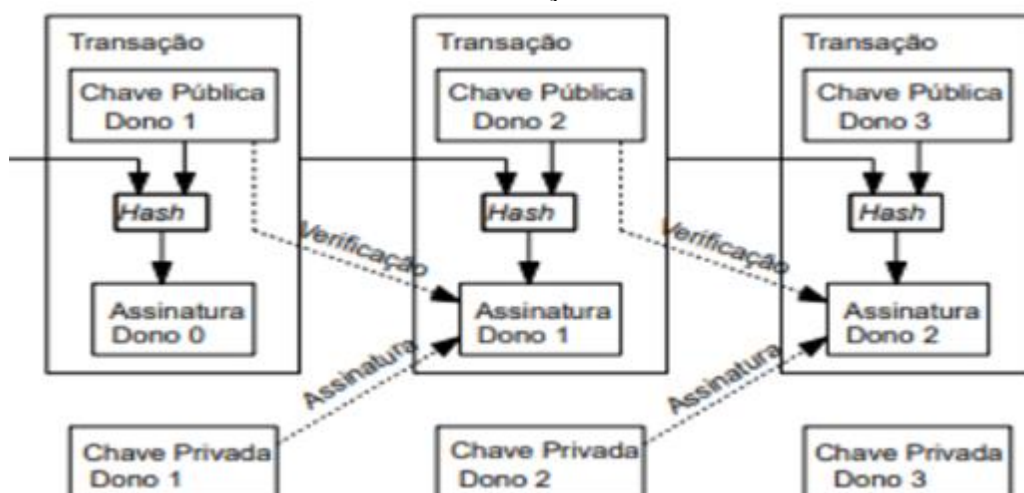 Transação
Chave Pública
Dono 1
Hash
Assinatura
Dono 0
Verificação
Assinatura
Chave Privada
Dono 1
Transação
Chave Pública
Dono 2
Hash
Assinatura
Dono 1
Verificação
Assinatura
Chave Privada
Dono 2
Transação
Chave Pública
Dono 3
Hash
Assinatura
Dono 2
Chave Privada
Dono 3